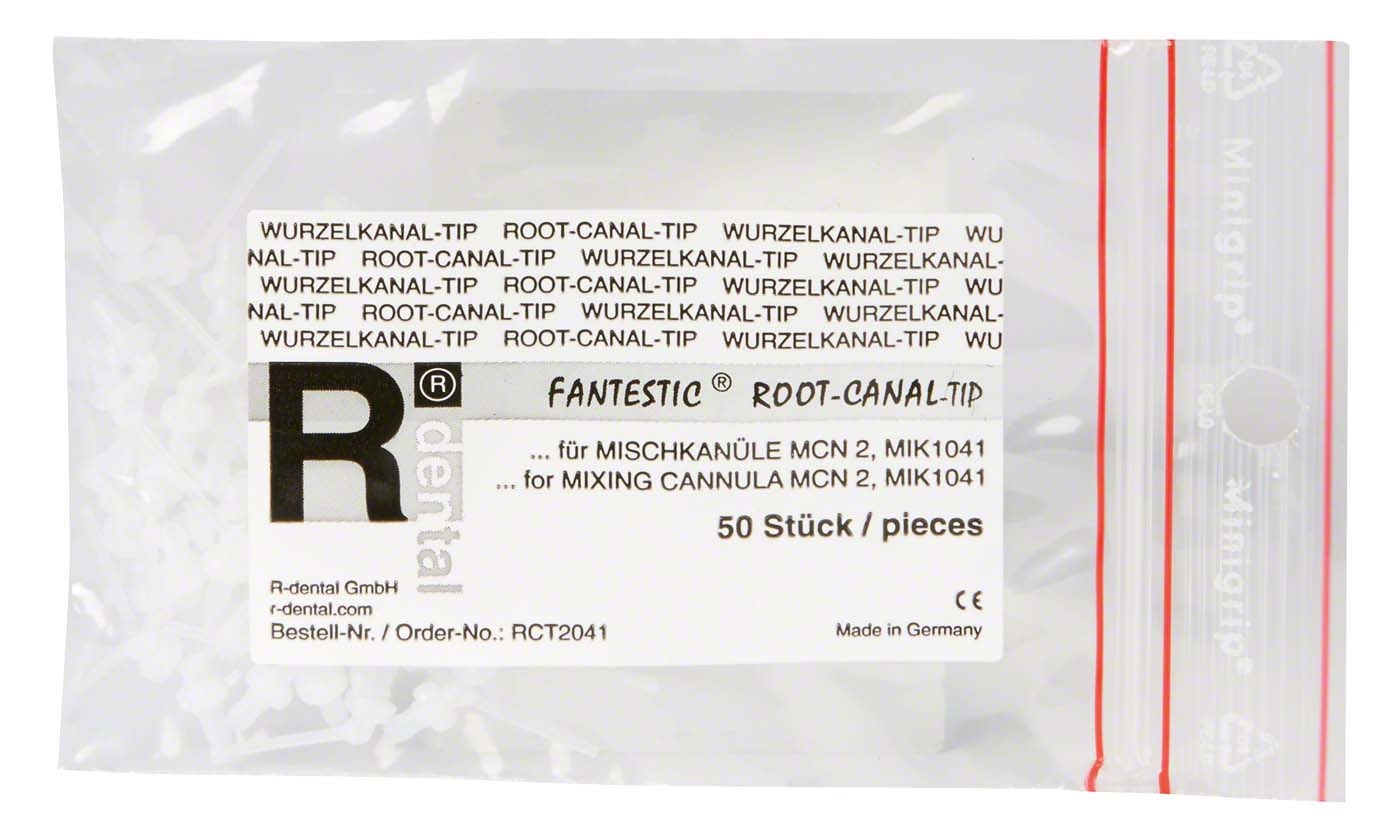 WURZELKANAL-TIP ROOT-CANAL-TIP WURZELKANAL-TIP WU
NAL-TIP ROOT-CANAL-TIP WURZELKANAL-TIP WURZELKANAL-
WURZELKANAL-TIP ROOT-CANAL-TIP WURZELKANAL-TIP WU
NAL-TIP ROOT-CANAL-TIP WURZELKANAL-TIP WURZELKANAL-
WURZELKANAL-TIP ROOT-CANAL-TIP WURZELKANAL-TIP WU
R®
dental
FANTESTIC® ROOT-CANAL-TIP
... für MISCHKANÜLE MCN 2, MIK1041
... for MIXING CANNULA MCN 2, MIK1041
50 Stück / pieces
R-dental GmbH
r-dental.com
Bestell-Nr. / Order-No.: RCT2041
CE
Made in Germany
Minigrip®
Minigrip®